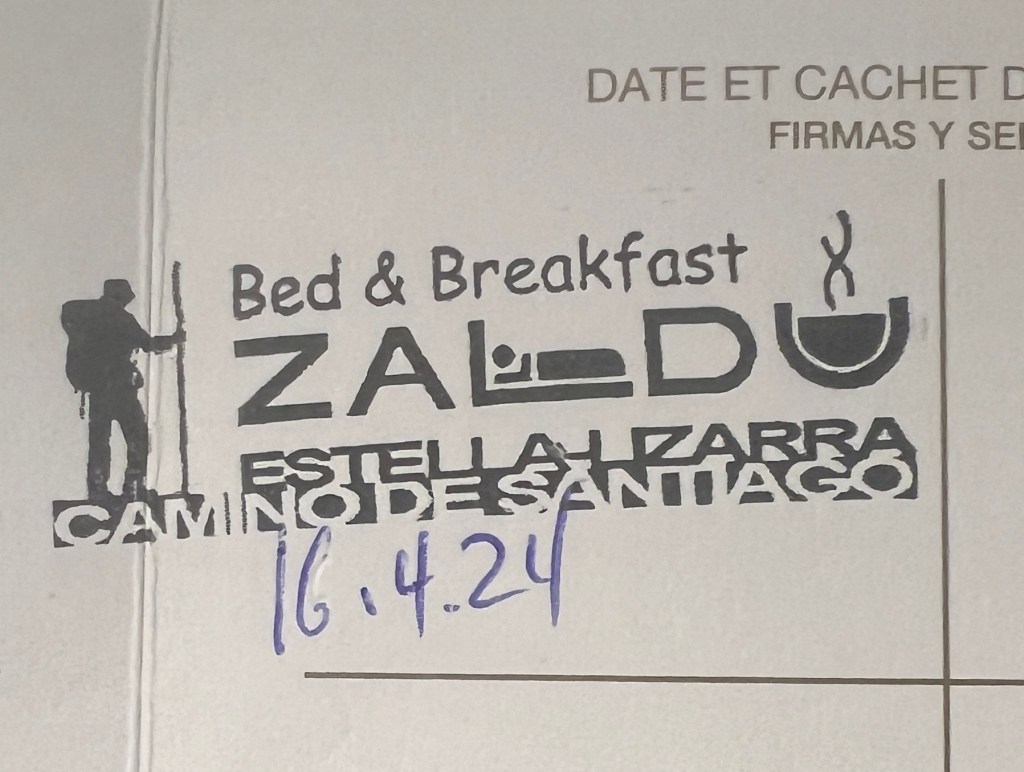 DATE ET CACHET D
FIRMAS Y SE
Bed & Breakfast
ZALDU
ESTELLA-LIZARRA
CAMINO DE SANTIAGO
16.4.24